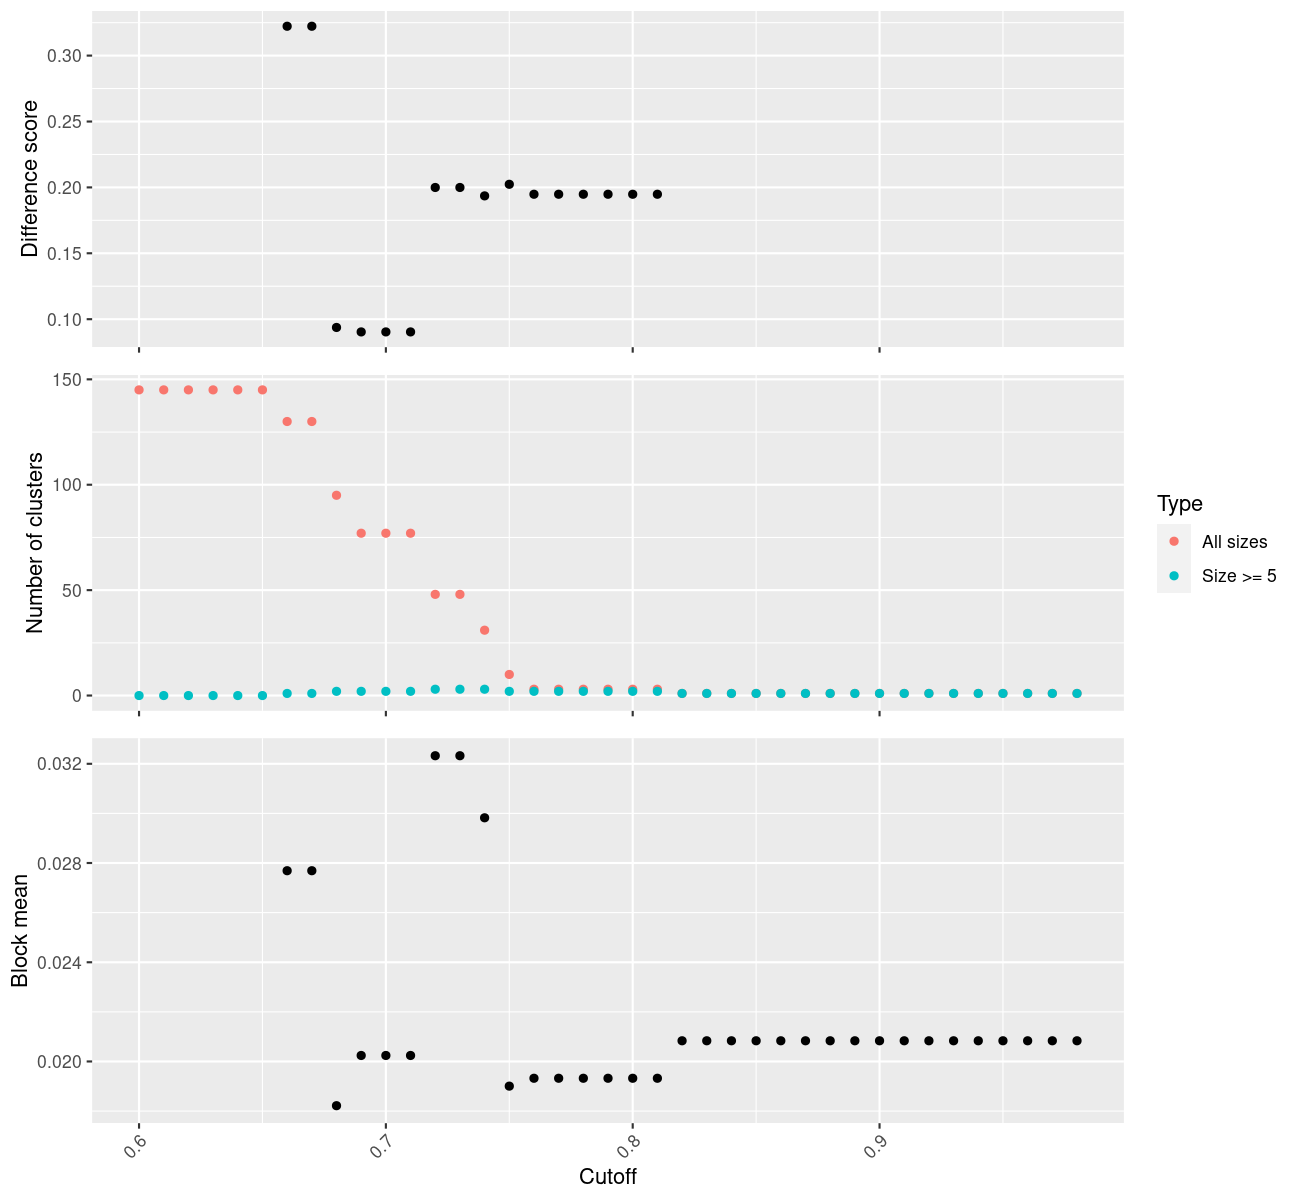 Difference score
0.30
0.25
0.20
0.15
0.10
Number of clusters
150
100
50
0
Type
All sizes
Size >= 5
Block mean
0.032
0.028
0.024
0.020
0.6
0.7
0.8
0.9
Cutoff